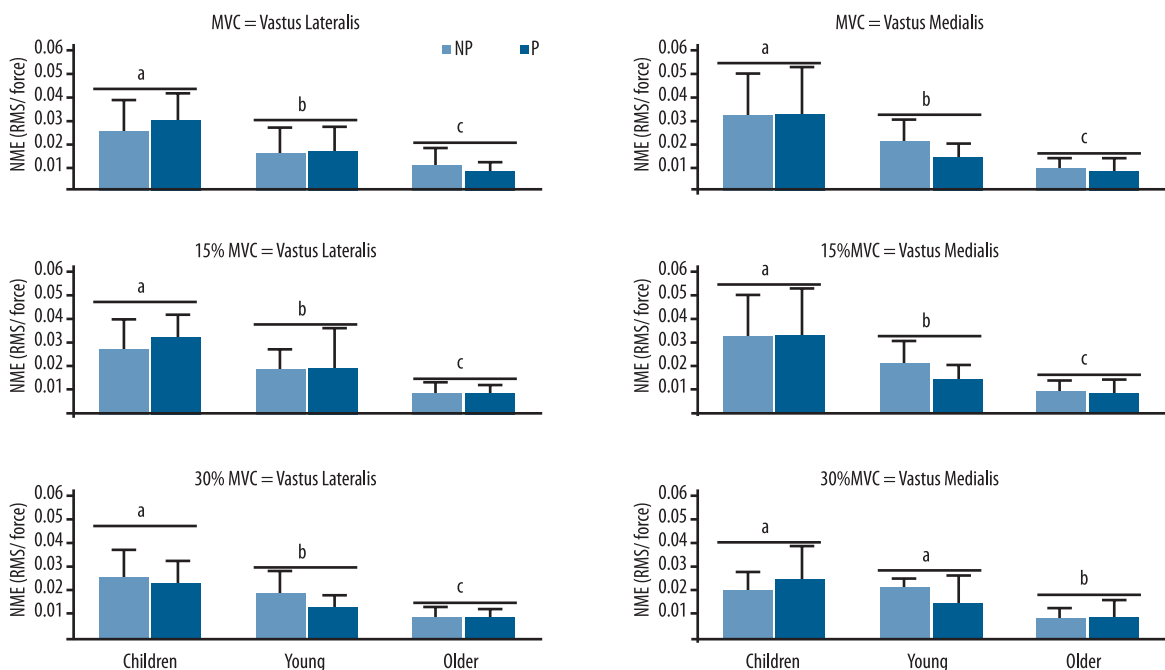 MVC = Vastus Lateralis
NP
P
NME (RMS/ force)
0.06
0.05
0.04
0.03
0.02
0.01
a
b
c
MVC = Vastus Medialis
NME (RMS/ force)
0.06
0.05
0.04
0.03
0.02
0.01
a
b
c
15% MVC = Vastus Lateralis
NME (RMS/ force)
0.06
0.05
0.04
0.03
0.02
0.01
a
b
c
15%MVC = Vastus Medialis
NME (RMS/ force)
0.06
0.05
0.04
0.03
0.02
0.01
a
b
c
30% MVC = Vastus Lateralis
NME (RMS/ force)
0.06
0.05
0.04
0.03
0.02
0.01
a
b
c
Children Young Older
30%MVC = Vastus Medialis
NME (RMS/ force)
0.06
0.05
0.04
0.03
0.02
0.01
a
a
b
Children Young Older